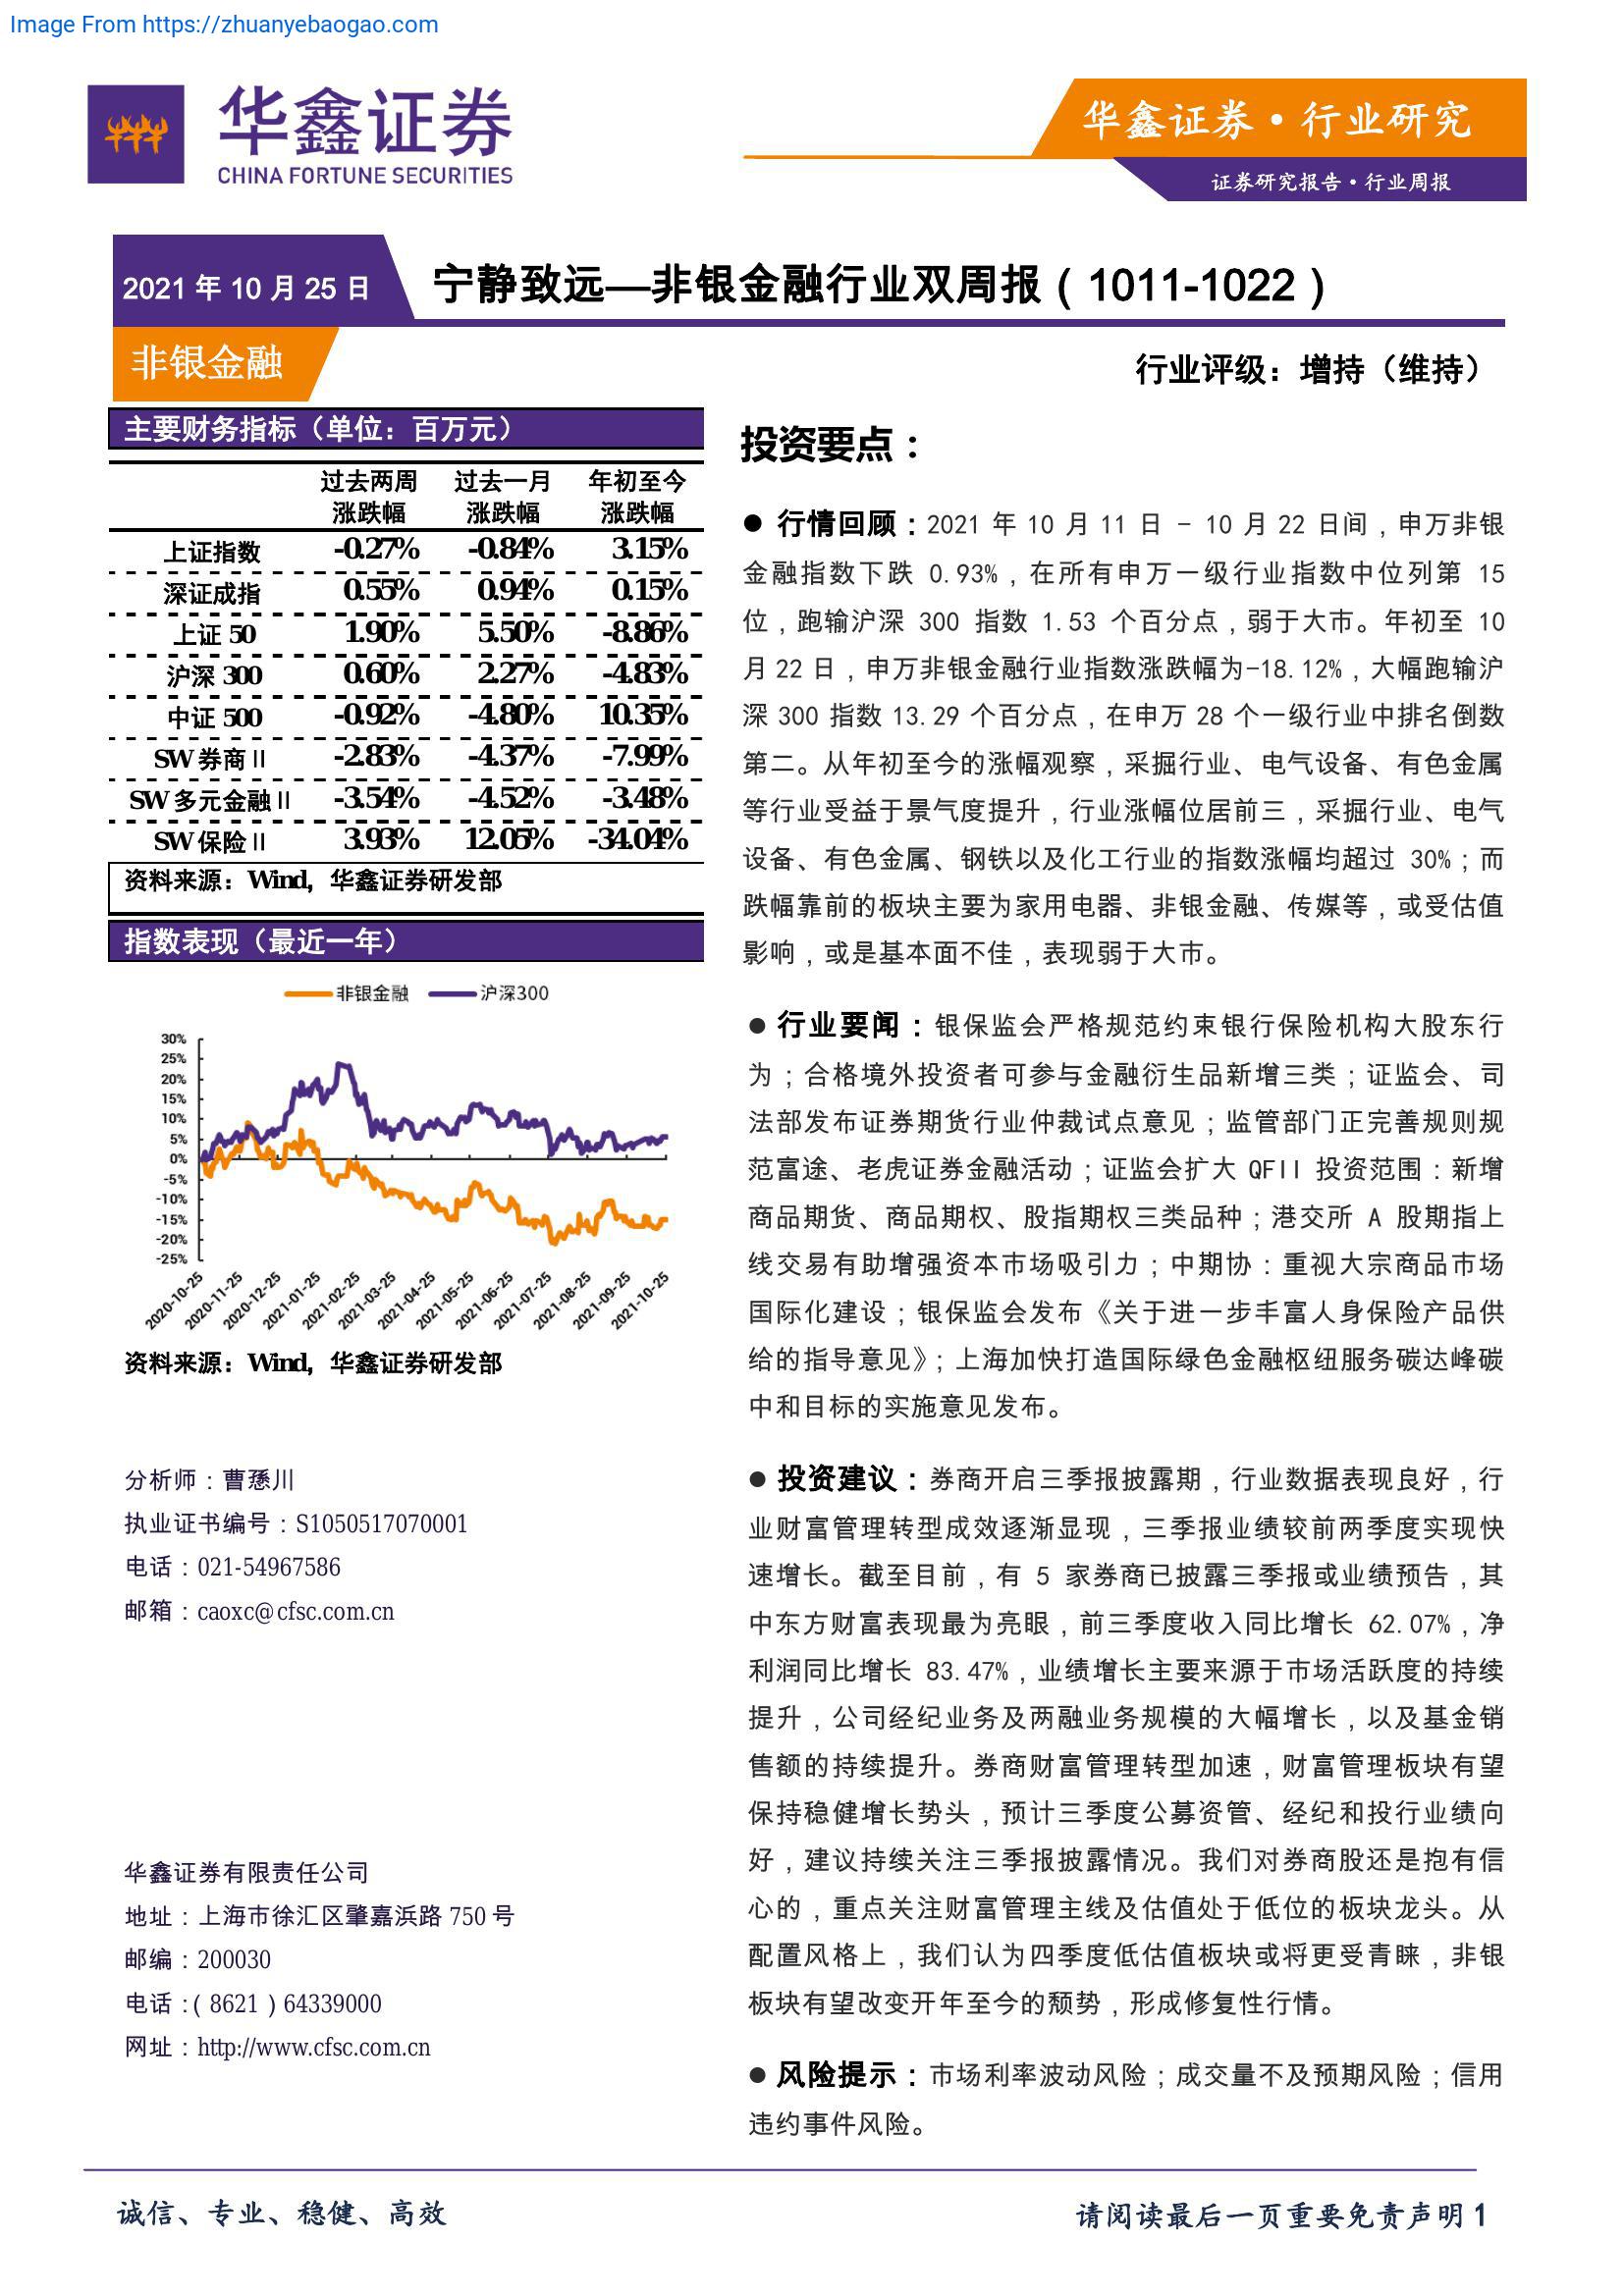 Image From https://zhuanyebaogao.com
华鑫证券
CHINA FORTUNE SECURITIES
华鑫证券·行业研究
证券研究报告·行业周报
2021 年 10 月 25 日
宁静致远—非银金融行业双周报（1011-1022）
非银金融
行业评级：增持（维持）
主要财务指标（单位：百万元）
过去两周 过去一月 年初至今
涨跌幅 涨跌幅 涨跌幅
上证指数 -0.27% -0.84% 3.15%
深证成指 0.55% 0.94% 0.15%
上证 50 1.90% 5.50% -8.86%
沪深 300 0.60% 2.27% -4.83%
中证 500 -0.92% -4.80% 10.35%
SW 券商Ⅱ -2.83% -4.37% -7.99%
SW 多元金融Ⅱ -3.54% -4.52% -3.48%
SW 保险Ⅱ 3.93% 12.05% -34.04%
资料来源：Wind，华鑫证券研发部
指数表现（最近一年）
非银金融 沪深300
30%
25%
20%
15%
10%
5%
0%
-5%
-10%
-15%
-20%
-25%
2020-10-25
2020-11-25
2020-12-25
2021-01-25
2021-02-25
2021-03-25
2021-04-25
2021-05-25
2021-06-25
2021-07-25
2021-08-25
2021-09-25
2021-10-25
资料来源：Wind，华鑫证券研发部
分析师：曹愻川
执业证书编号：S1050517070001
电话：021-54967586
邮箱：caoxc@cfsc.com.cn
华鑫证券有限责任公司
地址：上海市徐汇区肇嘉浜路 750 号
邮编：200030
电话：（8621）64339000
网址：http://www.cfsc.com.cn
投资要点：
● 行情回顾：2021 年 10 月 11 日 - 10 月 22 日间，申万非银
金融指数下跌 0.93%，在所有申万一级行业指数中位列第 15
位，跑输沪深 300 指数 1.53 个百分点，弱于大市。年初至 10
月 22 日，申万非银金融行业指数涨跌幅为-18.12%，大幅跑输沪
深 300 指数 13.29 个百分点，在申万 28 个一级行业中排名倒数
第二。从年初至今的涨幅观察，采掘行业、电气设备、有色金属
等行业受益于景气度提升，行业涨幅位居前三，采掘行业、电气
设备、有色金属、钢铁以及化工行业的指数涨幅均超过 30%；而
跌幅靠前的板块主要为家用电器、非银金融、传媒等，或受估值
影响，或是基本面不佳，表现弱于大市。
● 行业要闻：银保监会严格规范约束银行保险机构大股东行
为；合格境外投资者可参与金融衍生品新增三类；证监会、司
法部发布证券期货行业仲裁试点意见；监管部门正完善规则规
范富途、老虎证券金融活动；证监会扩大 QFII 投资范围：新增
商品期货、商品期权、股指期权三类品种；港交所 A 股期指上
线交易有助增强资本市场吸引力；中期协：重视大宗商品市场
国际化建设；银保监会发布《关于进一步丰富人身保险产品供
给的指导意见》；上海加快打造国际绿色金融枢纽服务碳达峰碳
中和目标的实施意见发布。
● 投资建议：券商开启三季报披露期，行业数据表现良好，行
业财富管理转型成效逐渐显现，三季报业绩较前两季度实现快
速增长。截至目前，有 5 家券商已披露三季报或业绩预告，其
中东方财富表现最为亮眼，前三季度收入同比增长 62.07%，净
利润同比增长 83.47%，业绩增长主要来源于市场活跃度的持续
提升，公司经纪业务及两融业务规模的大幅增长，以及基金销
售额的持续提升。券商财富管理转型加速，财富管理板块有望
保持稳健增长势头，预计三季度公募资管、经纪和投行业绩向
好，建议持续关注三季报披露情况。我们对券商股还是抱有信
心的，重点关注财富管理主线及估值处于低位的板块龙头。从
配置风格上，我们认为四季度低估值板块或将更受青睐，非银
板块有望改变开年至今的颓势，形成修复性行情。
● 风险提示：市场利率波动风险；成交量不及预期风险；信用
违约事件风险。
诚信、专业、稳健、高效
请阅读最后一页重要免责声明 1